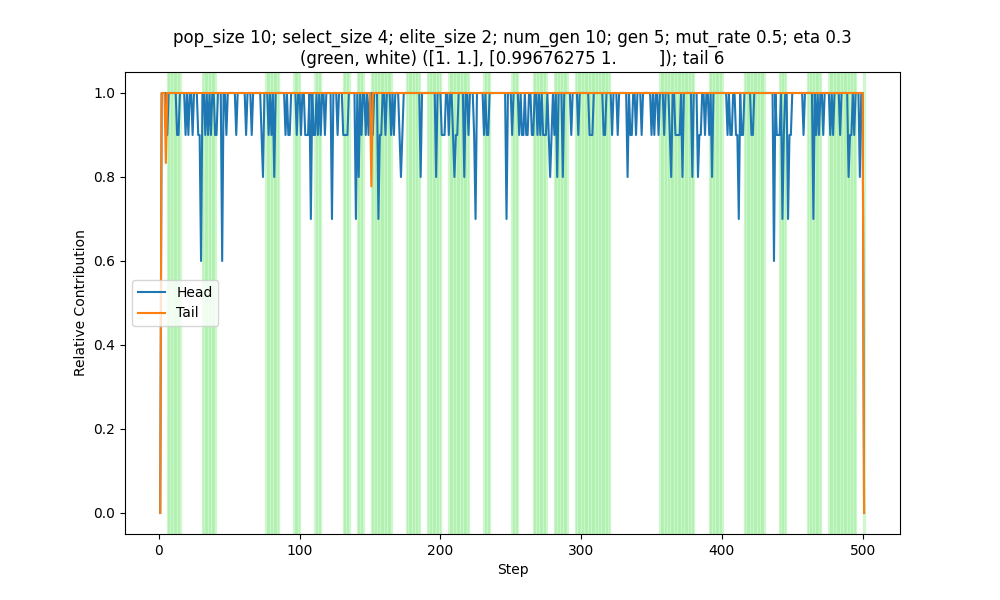 pop_size 10; select_size 4; elite_size 2; num_gen 10; gen 5; mut_rate 0.5; eta 0.3
(green, white) ([1. 1.], [0.99676275 1.         ]); tail 6
1.0
0.8
0.6
0.4
0.2
0.0
Relative Contribution
Head
Tail
0 100 200 300 400 500
Step